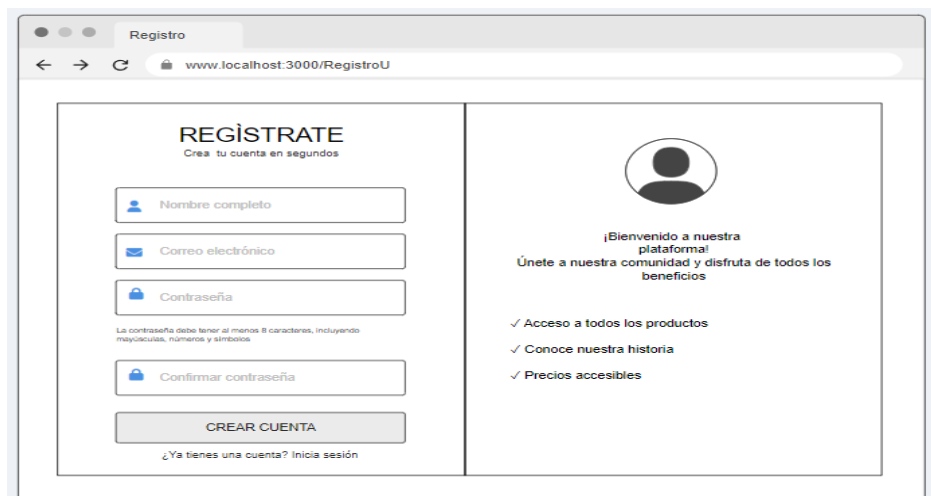 Registro
www.localhost:3000/RegistroU
REGÌSTRATE
Crea tu cuenta en segundos
Nombre completo
Correo electrónico
Contraseña
La contraseña debe tener al menos 8 caracteres, incluyendo
mayúsculas, números y símbolos
Confirmar contraseña
CREAR CUENTA
¿Ya tienes una cuenta? Inicia sesión
¡Bienvenido a nuestra
plataforma!
Únete a nuestra comunidad y disfruta de todos los
beneficios
✓ Acceso a todos los productos
✓ Conoce nuestra historia
✓ Precios accesibles